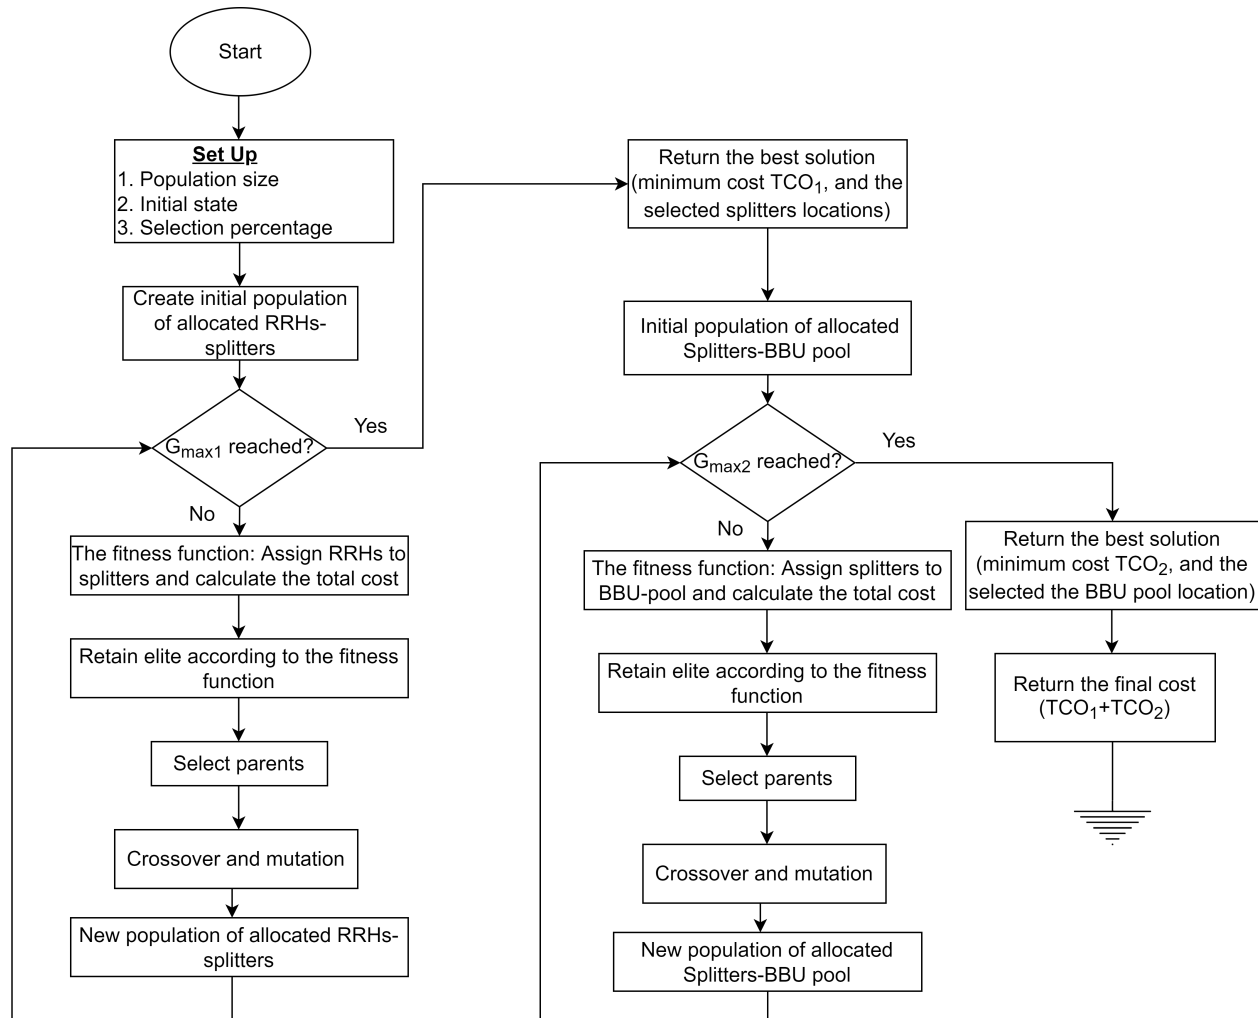 Start
Set Up
1. Population size
2. Initial state
3. Selection percentage
Create initial population
of allocated RRHs-
splitters
Gmax1 reached?
Yes
No
The fitness function: Assign RRHs to
splitters and calculate the total cost
Retain elite according to the fitness
function
Select parents
Crossover and mutation
New population of allocated RRHs-
splitters
Return the best solution
(minimum cost TCO1, and the
selected splitters locations)
Initial population of allocated
Splitters-BBU pool
Gmax2 reached?
Yes
No
The fitness function: Assign splitters to
BBU-pool and calculate the total cost
Retain elite according to the fitness
function
Select parents
Crossover and mutation
New population of allocated
Splitters-BBU pool
Return the best solution
(minimum cost TCO2, and the
selected the BBU pool location)
Return the final cost
(TCO1+TCO2)